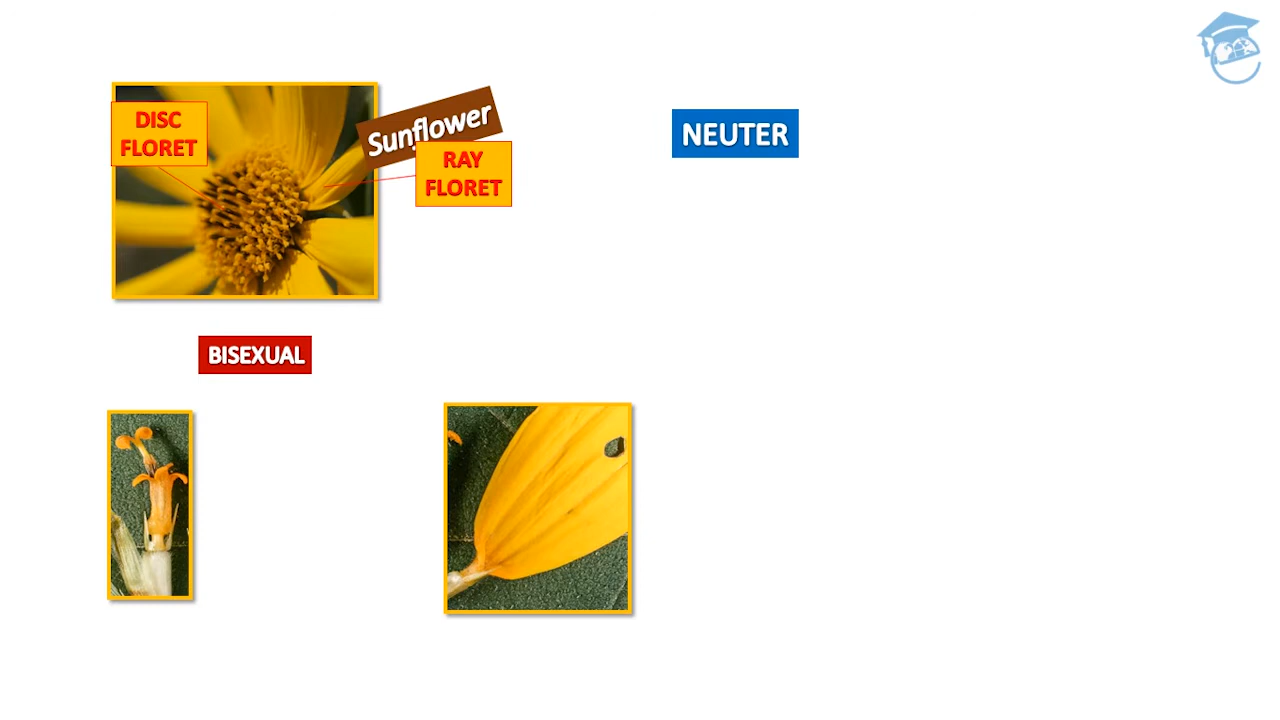 DISC
FLORET
Sunflower
RAY
FLORET
NEUTER
BISEXUAL